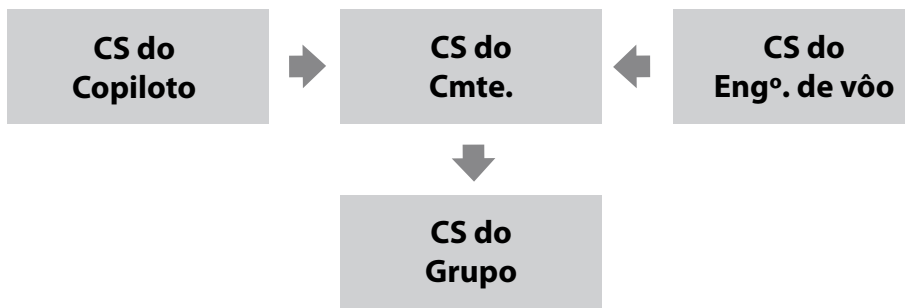 CS do
Copiloto
CS do
Cmte.
CS do
Engº. de vôo
CS do
Grupo